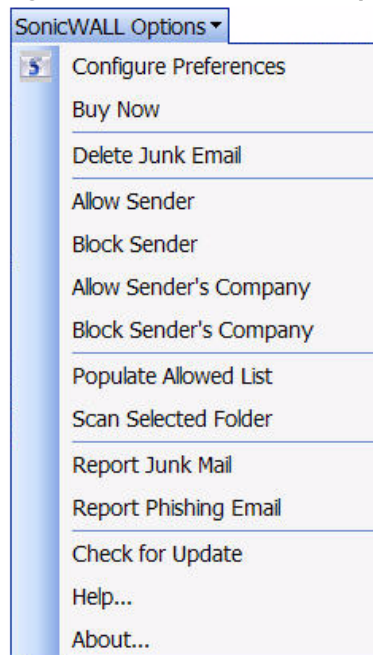 SonicWALL Options
Configure Preferences
Buy Now
Delete Junk Email
Allow Sender
Block Sender
Allow Sender's Company
Block Sender's Company
Populate Allowed List
Scan Selected Folder
Report Junk Mail
Report Phishing Email
Check for Update
Help...
About...